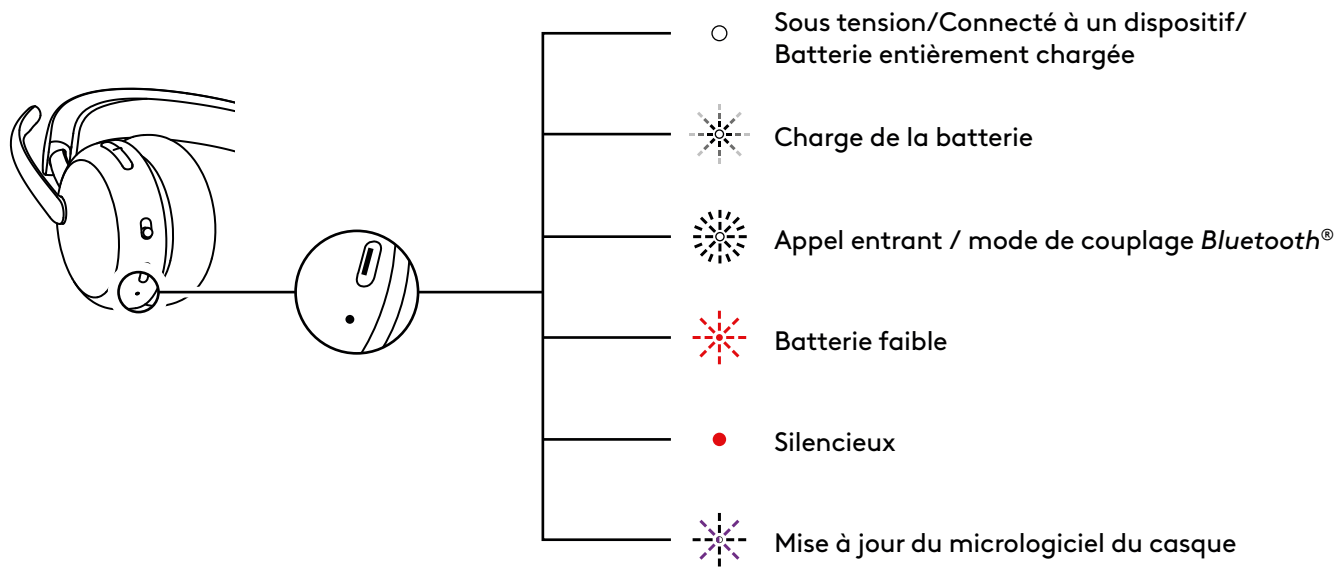 Sous tension/Connecté à un dispositif/
Batterie entièrement chargée
Charge de la batterie
Appel entrant / mode de couplage Bluetooth®
Batterie faible
Silencieux
Mise à jour du micrologiciel du casque